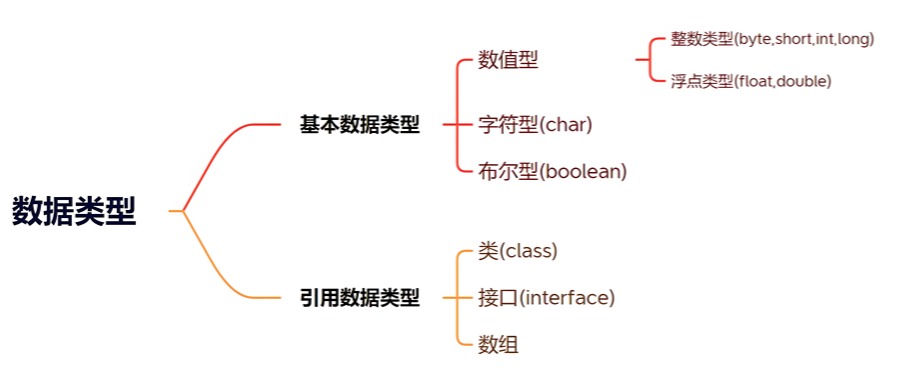 数据类型
基本数据类型
数值型
整数类型(byte,short,int,long)
浮点类型(float,double)
字符型(char)
布尔型(boolean)
引用数据类型
类(class)
接口(interface)
数组